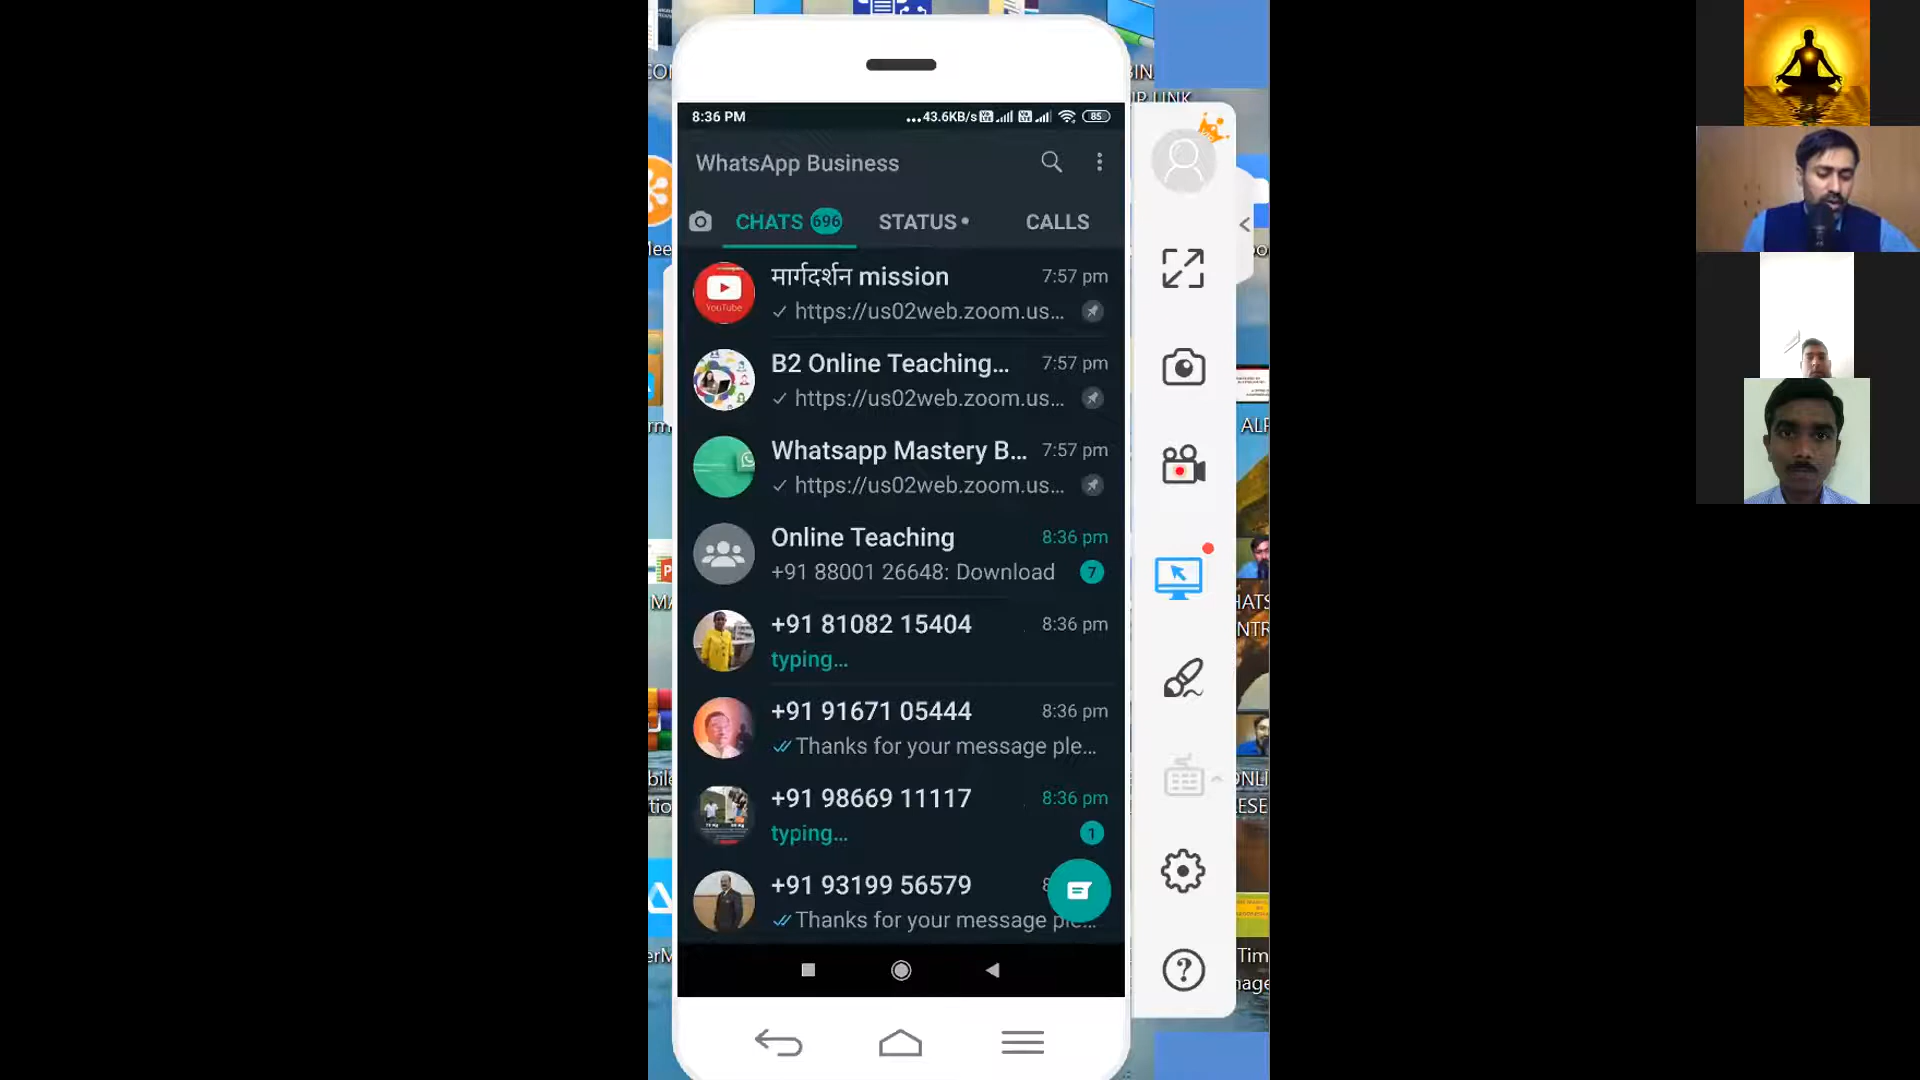 8:36 PM
...43.6KB/s
85
WhatsApp Business
CHATS 696
STATUS •
CALLS
मार्गदर्शन mission
7:57 pm
✓ https://us02web.zoom.us...
YouTube
B2 Online Teaching...
7:57 pm
✓ https://us02web.zoom.us...
Whatsapp Mastery B...
7:57 pm
✓ https://us02web.zoom.us...
Online Teaching
8:36 pm
+91 88001 26648: Download
7
+91 81082 15404
8:36 pm
typing...
+91 91671 05444
8:36 pm
Thanks for your message ple...
+91 98669 11117
8:36 pm
typing...
1
+91 93199 56579
8
Thanks for your message ple...